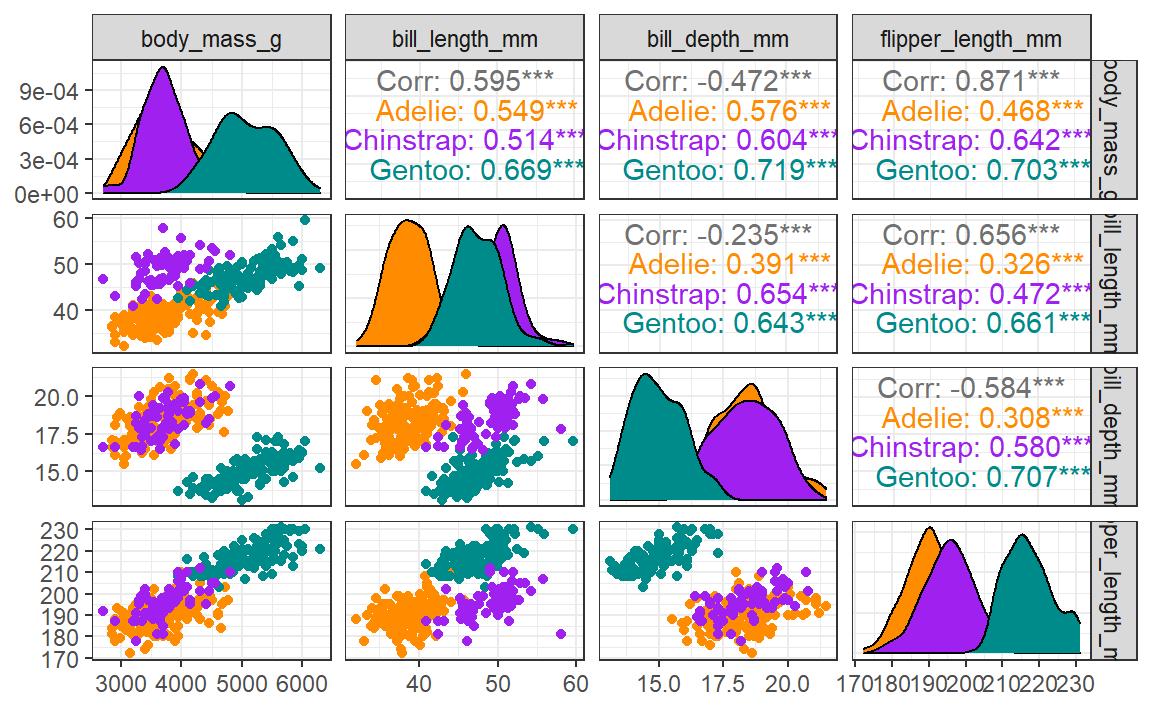 body_mass_g bill_length_mm bill_depth_mm flipper_length_mm
9e-04
6e-04
3e-04
0e+00
Corr: 0.595***
Adelie: 0.549***
Chinstrap: 0.514***
Gentoo: 0.669***
Corr: -0.472***
Adelie: 0.576***
Chinstrap: 0.604***
Gentoo: 0.719***
Corr: 0.871***
Adelie: 0.468***
Chinstrap: 0.642***
Gentoo: 0.703***
body_mass_g
60
50
40
Corr: -0.235***
Adelie: 0.391***
Chinstrap: 0.654***
Gentoo: 0.643***
Corr: 0.656***
Adelie: 0.326***
Chinstrap: 0.472***
Gentoo: 0.661***
bill_length_mm
20.0
17.5
15.0
Corr: -0.584***
Adelie: 0.308***
Chinstrap: 0.580***
Gentoo: 0.707***
bill_depth_mm
230
220
210
200
190
180
170
per_length_m
3000 4000 5000 6000
40 50 60
15.0 17.5 20.0
170 180 190 200 210 220 230